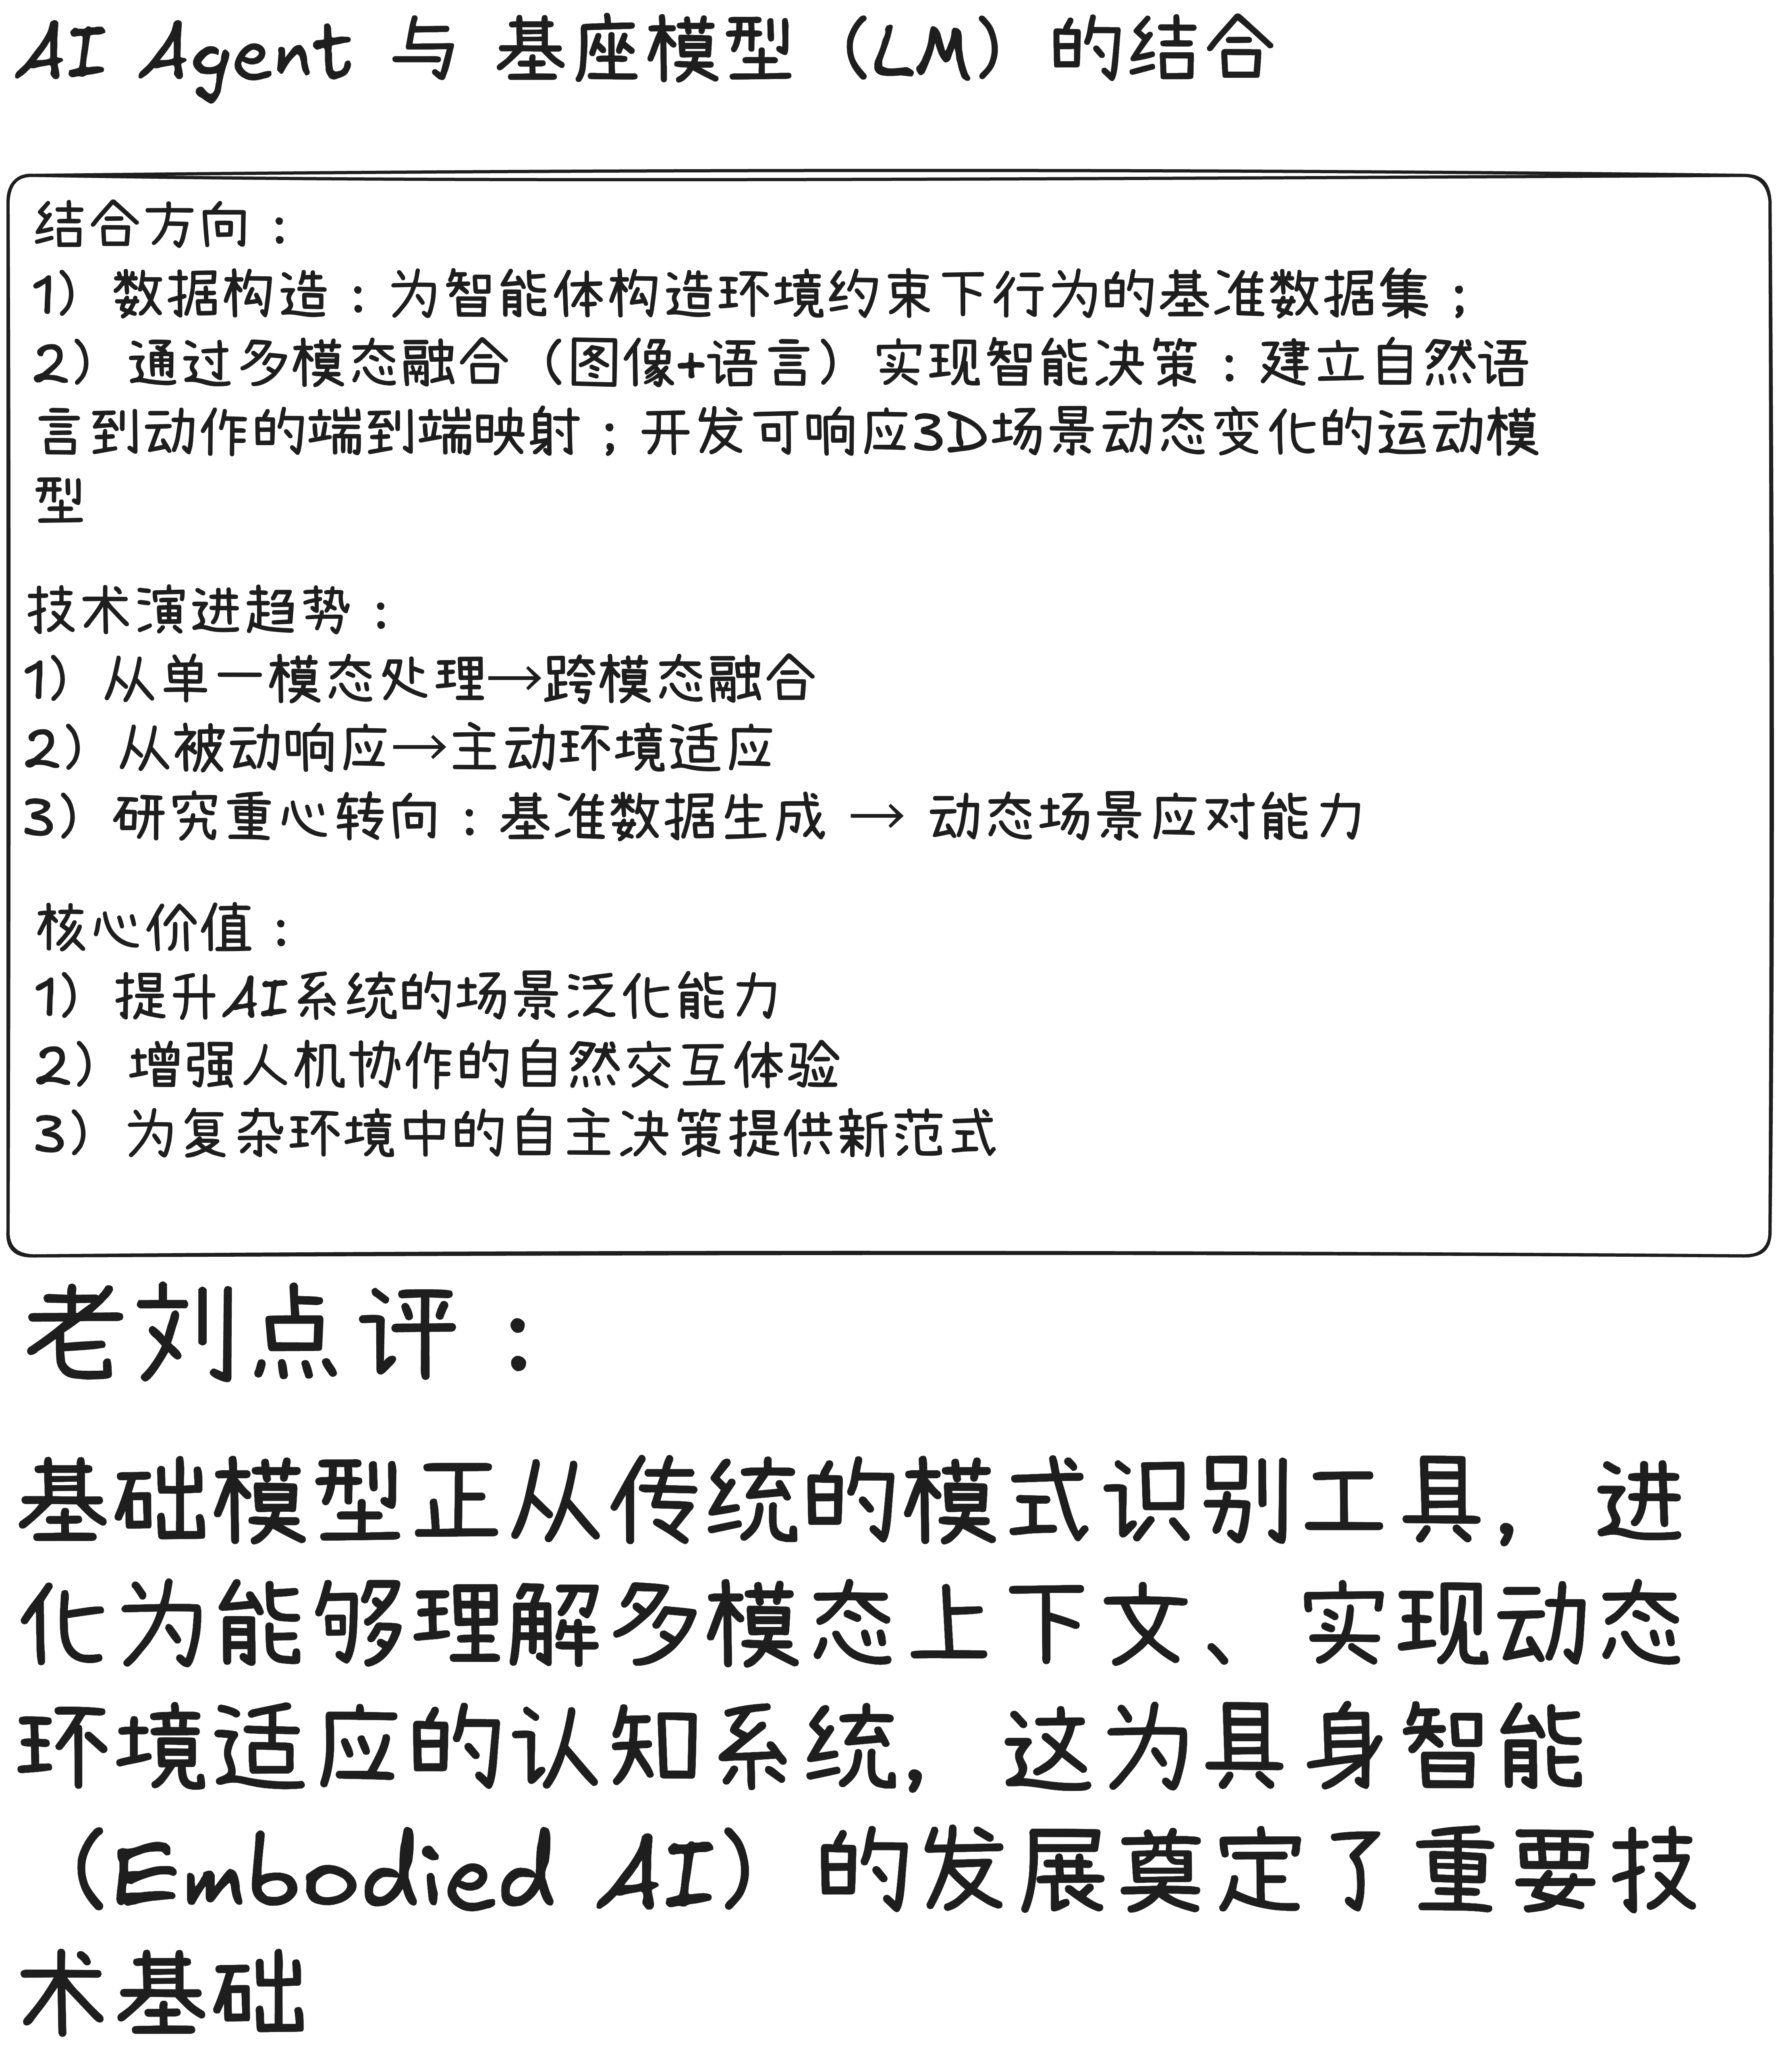 AI Agent 与 基座模型（LM）的结合
结合方向：
1）数据构造：为智能体构造环境约束下行为的基准数据集；
2）通过多模态融合（图像+语言）实现智能决策：建立自然语
言到动作的端到端映射；开发可响应3D场景动态变化的运动模
型
技术演进趋势：
1）从单一模态处理→跨模态融合
2）从被动响应→主动环境适应
3）研究重心转向：基准数据生成 → 动态场景应对能力
核心价值：
1）提升AI系统的场景泛化能力
2）增强人机协作的自然交互体验
3）为复杂环境中的自主决策提供新范式
老刘点评：
基础模型正从传统的模式识别工具，进
化为能够理解多模态上下文、实现动态
环境适应的认知系统，这为具身智能
（Embodied AI）的发展奠定了重要技
术基础